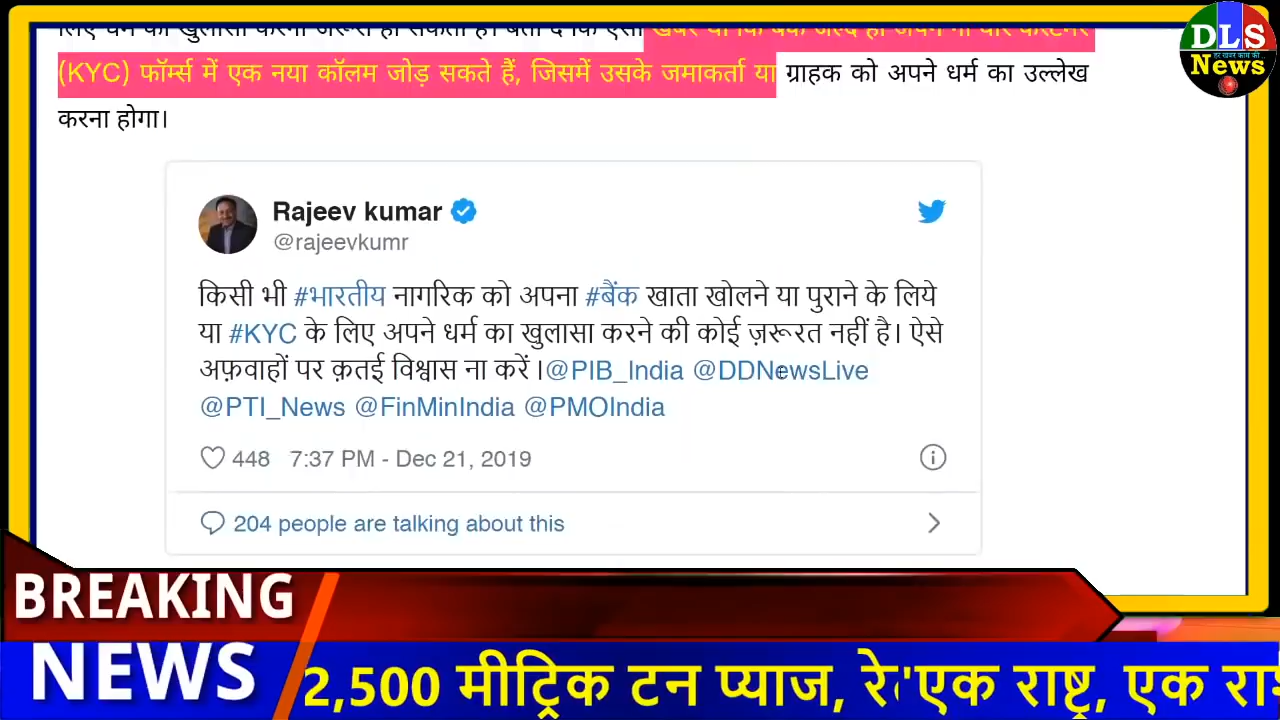 (KYC) फॉर्म्स में एक नया कॉलम जोड़ सकते हैं, जिसमें उसके जमाकर्ता या ग्राहक को अपने धर्म का उल्लेख
करना होगा।
DLS
News
Rajeev kumar
@rajeevkumr
किसी भी #भारतीय नागरिक को अपना #बैंक खाता खोलने या पुराने के लिये
या #KYC के लिए अपने धर्म का खुलासा करने की कोई ज़रूरत नहीं है। ऐसे
अफ़वाहों पर क़तई विश्वास ना करें ।@PIB_India @DDNewsLive
@PTI_News @FinMinIndia @PMOIndia
448 7:37 PM - Dec 21, 2019
204 people are talking about this
BREAKING
NEWS
2,500 मीट्रिक टन प्याज, 'एक राष्ट्र, एक